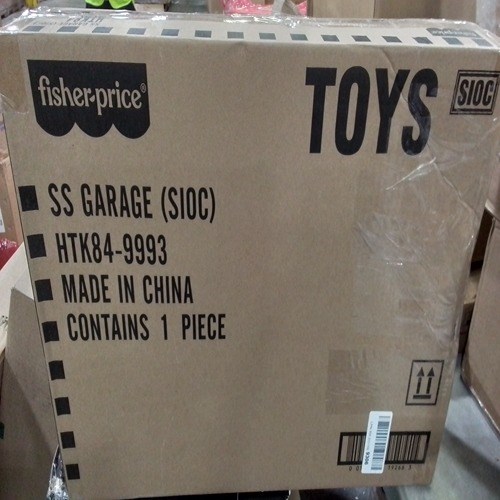 fisher-price®
TOYS
SIOC
SS GARAGE (SIOC)
HTK84-9993
MADE IN CHINA
CONTAINS 1 PIECE